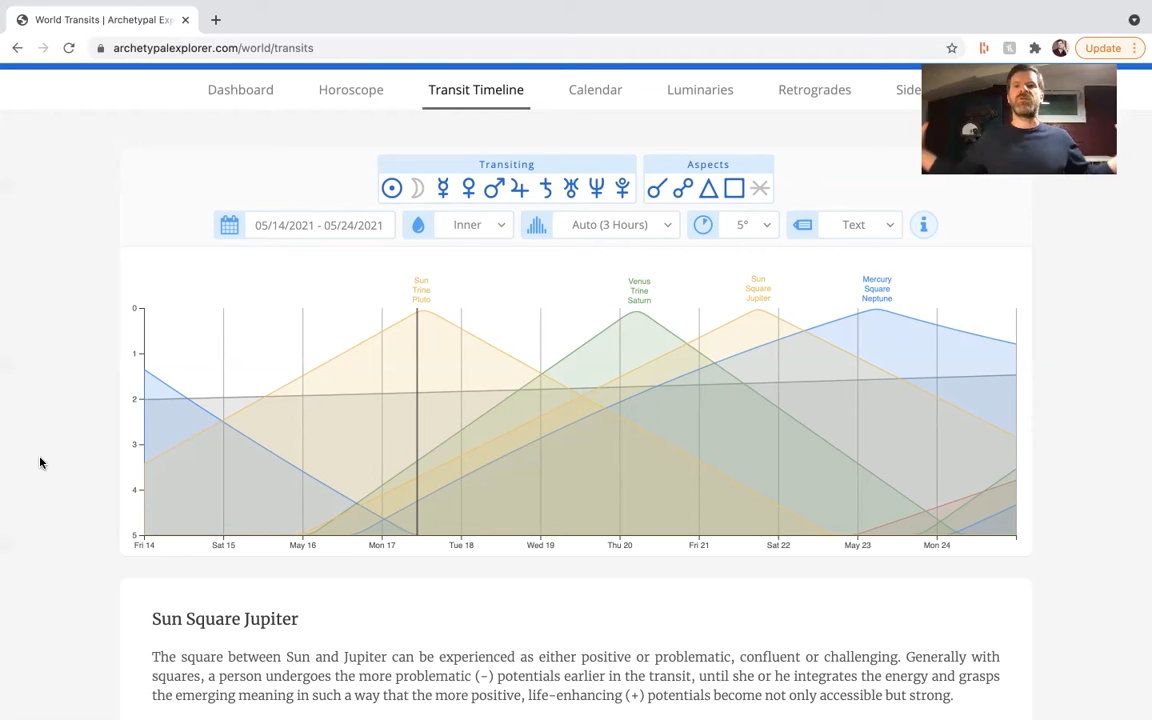 World Transits | Archetypal Exp
archetypalexplorer.com/world/transits
Update
Dashboard
Horoscope
Transit Timeline
Calendar
Luminaries
Retrogrades
Side
Transiting
Aspects
05/14/2021 - 05/24/2021
Inner
Auto (3 Hours)
5°
Text
Sun
Trine
Pluto
Venus
Trine
Saturn
Sun
Square
Jupiter
Mercury
Square
Neptune
0
1
2
3
4
5
Fri 14
Sat 15
May 16
Mon 17
Tue 18
Wed 19
Thu 20
Fri 21
Sat 22
May 23
Mon 24
Sun Square Jupiter
The square between Sun and Jupiter can be experienced as either positive or problematic, confluent or challenging. Generally with
squares, a person undergoes the more problematic (-) potentials earlier in the transit, until she or he integrates the energy and grasps
the emerging meaning in such a way that the more positive, life-enhancing (+) potentials become not only accessible but strong.